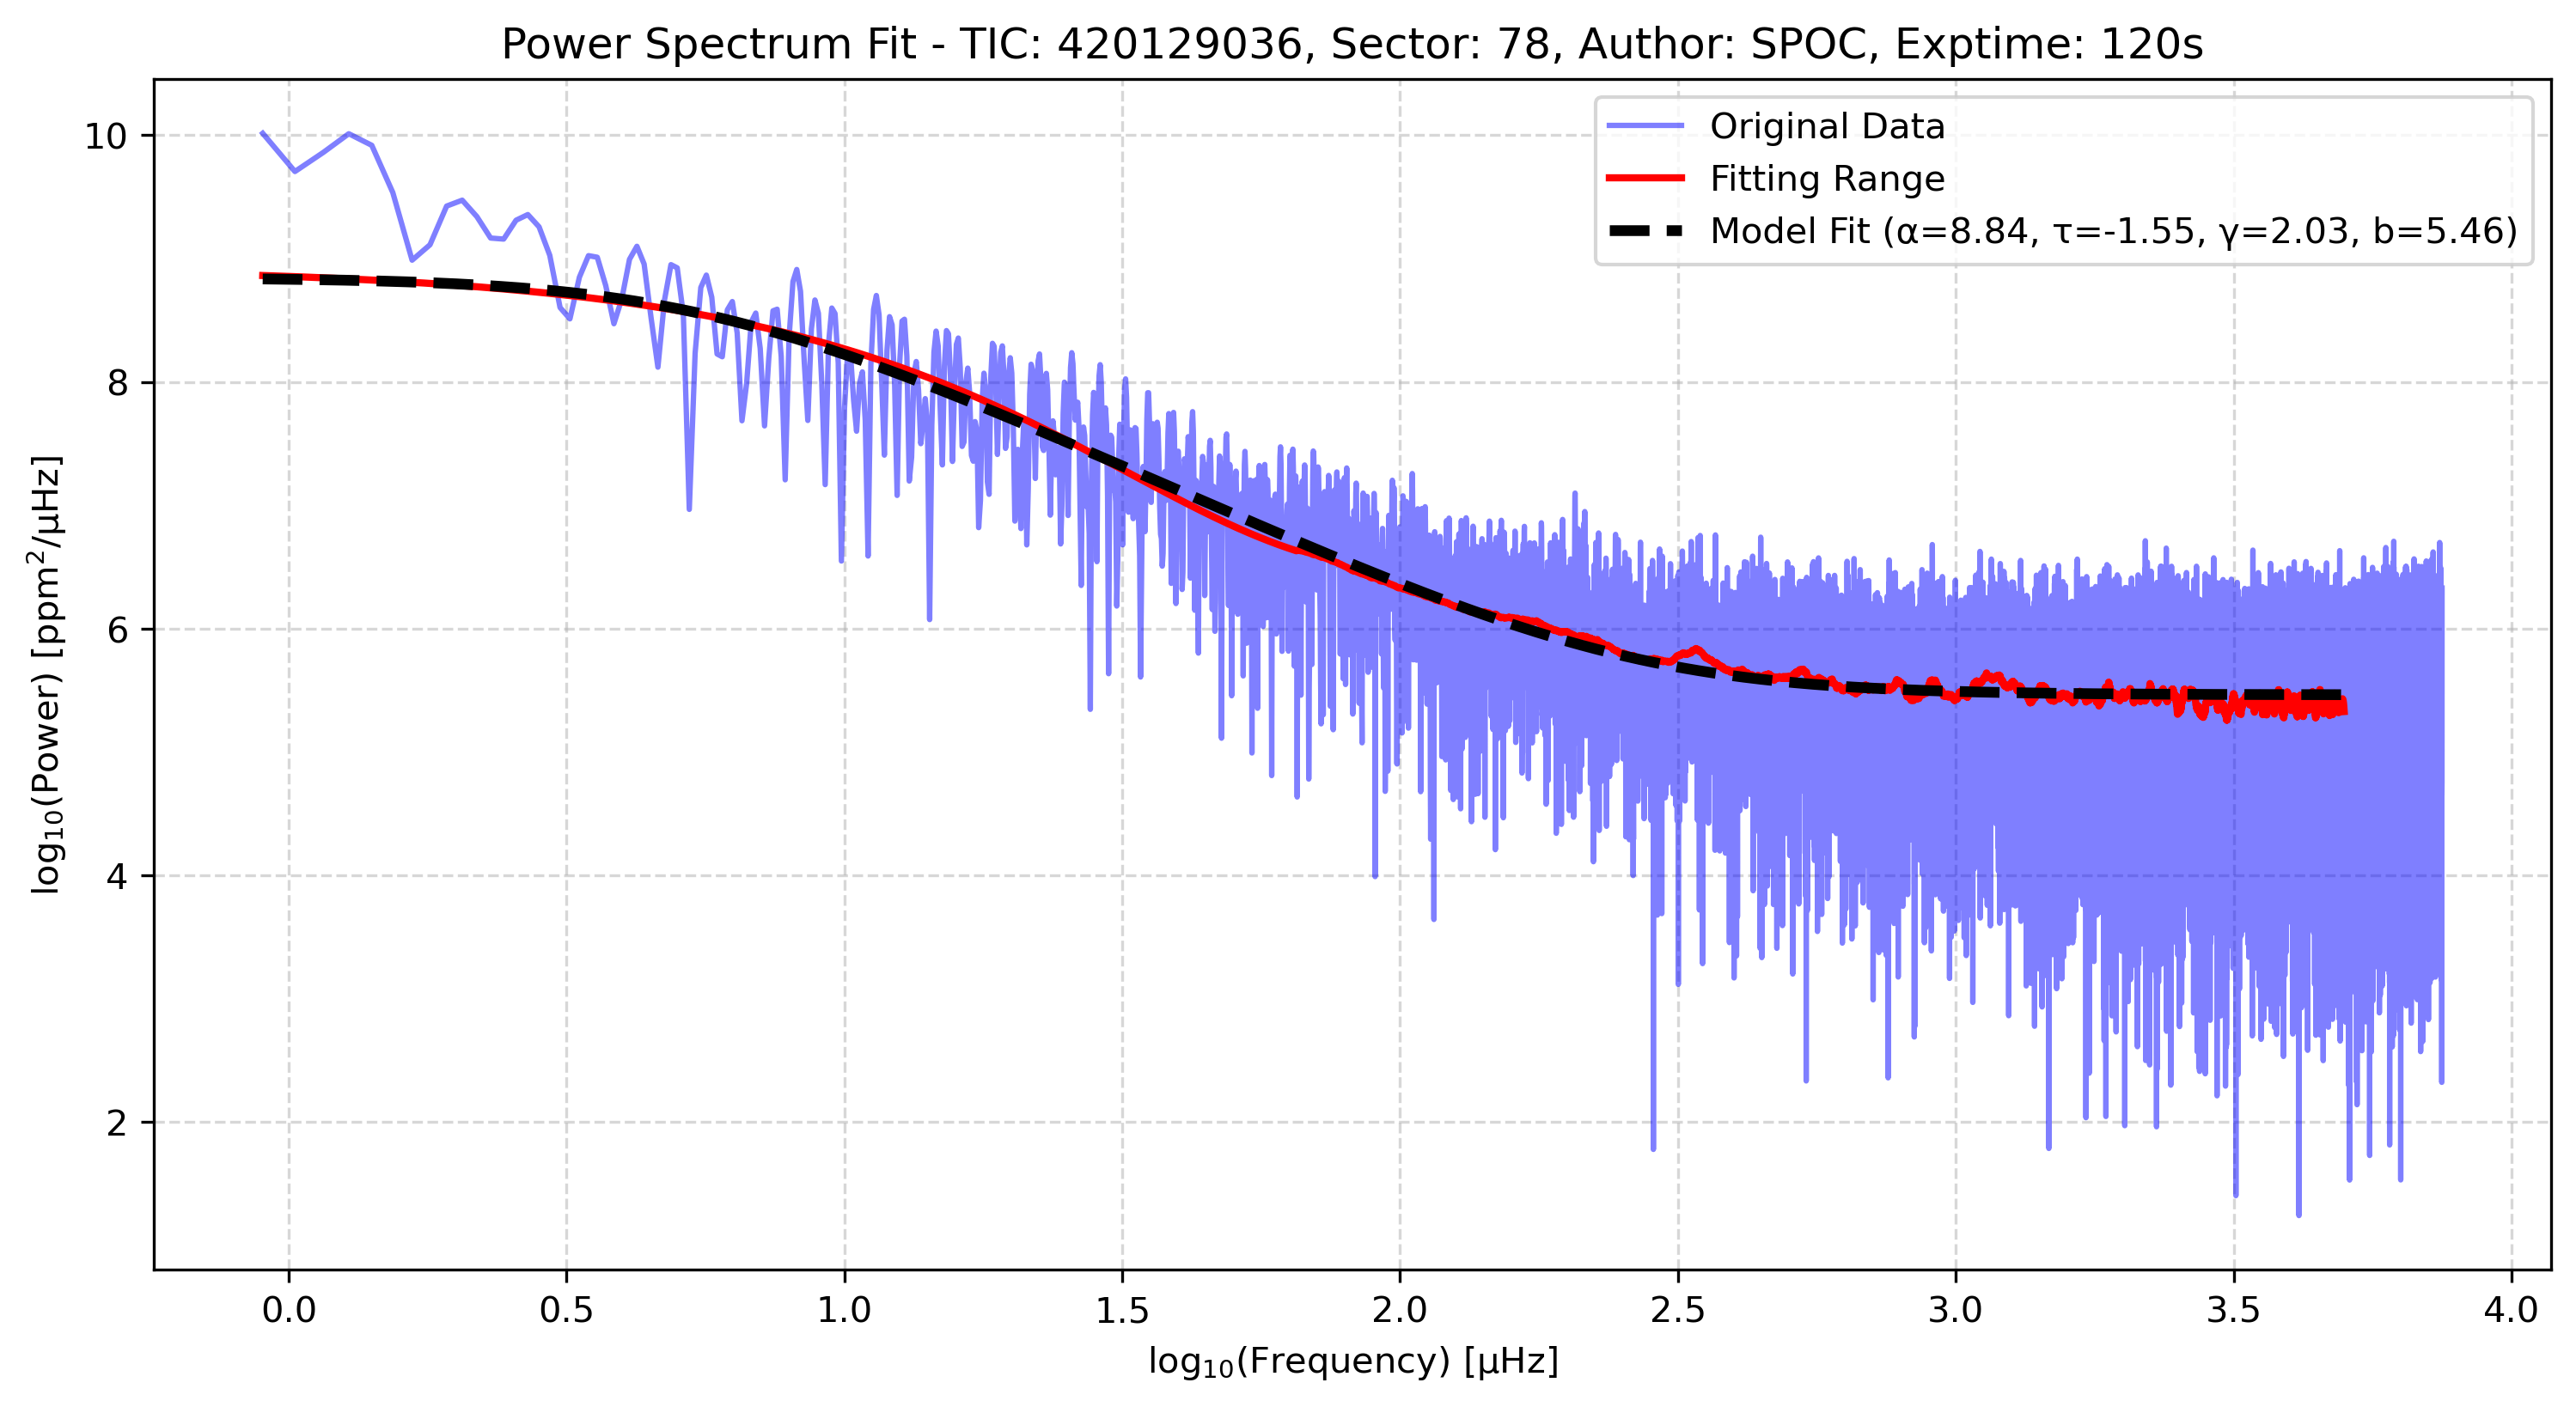 Power Spectrum Fit - TIC: 420129036, Sector: 78, Author: SPOC, Exptime: 120s
Original Data
Fitting Range
Model Fit (α=8.84, τ=-1.55, γ=2.03, b=5.46)
log₁₀(Power) [ppm²/μHz]
10
8
6
4
2
0.0 0.5 1.0 1.5 2.0 2.5 3.0 3.5 4.0
log₁₀(Frequency) [μHz]